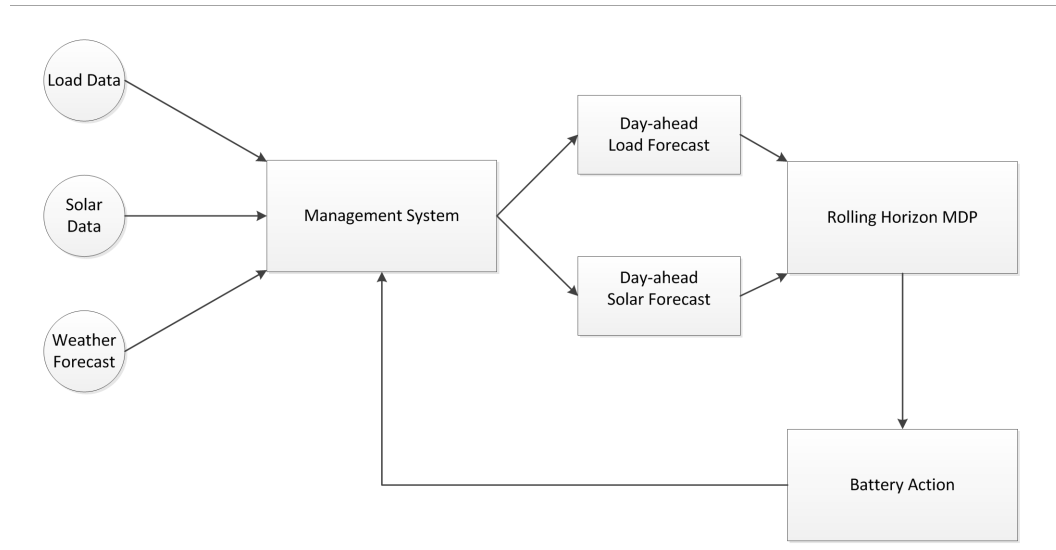 Load Data
Solar
Data
Weather
Forecast
Management System
Day-ahead
Load Forecast
Day-ahead
Solar Forecast
Rolling Horizon MDP
Battery Action